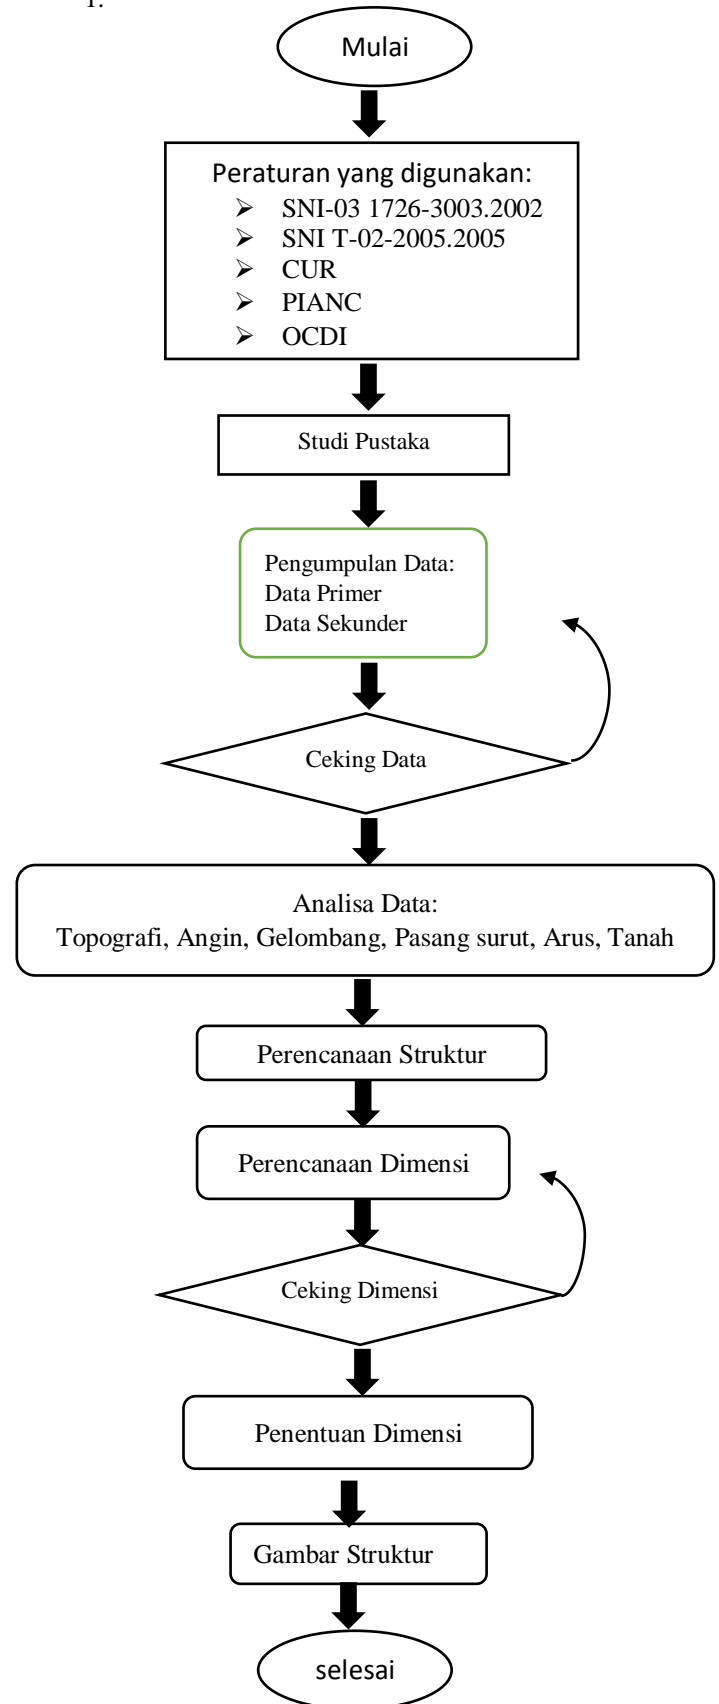 1.
Mulai
Peraturan yang digunakan:
➢ SNI-03 1726-3003.2002
➢ SNI T-02-2005.2005
➢ CUR
➢ PIANC
➢ OCDI
Studi Pustaka
Pengumpulan Data:
Data Primer
Data Sekunder
Ceking Data
Analisa Data:
Topografi, Angin, Gelombang, Pasang surut, Arus, Tanah
Perencanaan Struktur
Perencanaan Dimensi
Ceking Dimensi
Penentuan Dimensi
Gambar Struktur
selesai